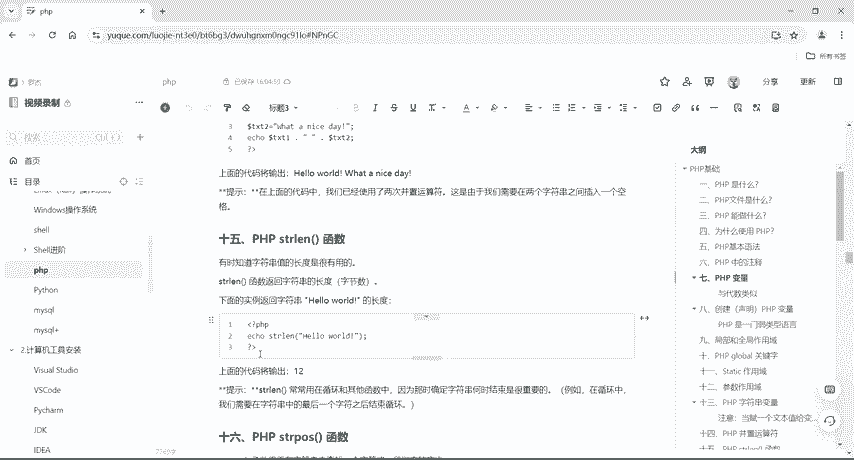 php
yuque.com/luojie-nt3e0/bt6bg3/dwuhgnxm0ngc91lo#NPnGC
所有书签
罗杰
php
已保存 16:04:59
分享
更新
视频录制
标题3
搜索
首页
目录
Windows操作系统
shell
Shell进阶
php
Python
mysql
mysql+
2.计算机工具安装
Visual Studio
VSCode
Pycharm
JDK
IDEA
4 $txt2="What a nice day!";
3
5 echo $txt1 . " " . $txt2;
?>
上面的代码将输出：Hello world! What a nice day!
**提示：**在上面的代码中，我们已经使用了两次并置运算符。这是由于我们需要在两个字符串之间插入一个空
格。
十五、PHP strlen() 函数
有时知道字符串值的长度是很有用的。
strlen() 函数返回字符串的长度（字节数）。
下面的实例返回字符串 "Hello world!" 的长度：
1 <?php
2 echo strlen("Hello world!");
3 ?>
上面的代码将输出：12
**提示：**strlen() 常常用在循环和其他函数中，因为那时确定字符串何时结束是很重要的。（例如，在循环中，
我们需要在字符串中的最后一个字符之后结束循环。）
十六、PHP strpos() 函数
大纲
PHP基础
一、PHP 是什么？
二、PHP文件是什么？
三、PHP 能做什么？
四、为什么使用 PHP？
五、PHP基本语法
六、PHP 中的注释
七、PHP 变量
与代数类似
八、创建（声明）PHP 变量
PHP 是一门弱类型语言
九、局部和全局作用域
十、PHP global 关键字
十一、Static 作用域
十二、参数作用域
十三、PHP 字符串变量
注意：当赋一个文本值给变...
十四、PHP 并置运算符
十五、PHP strlen() 函数